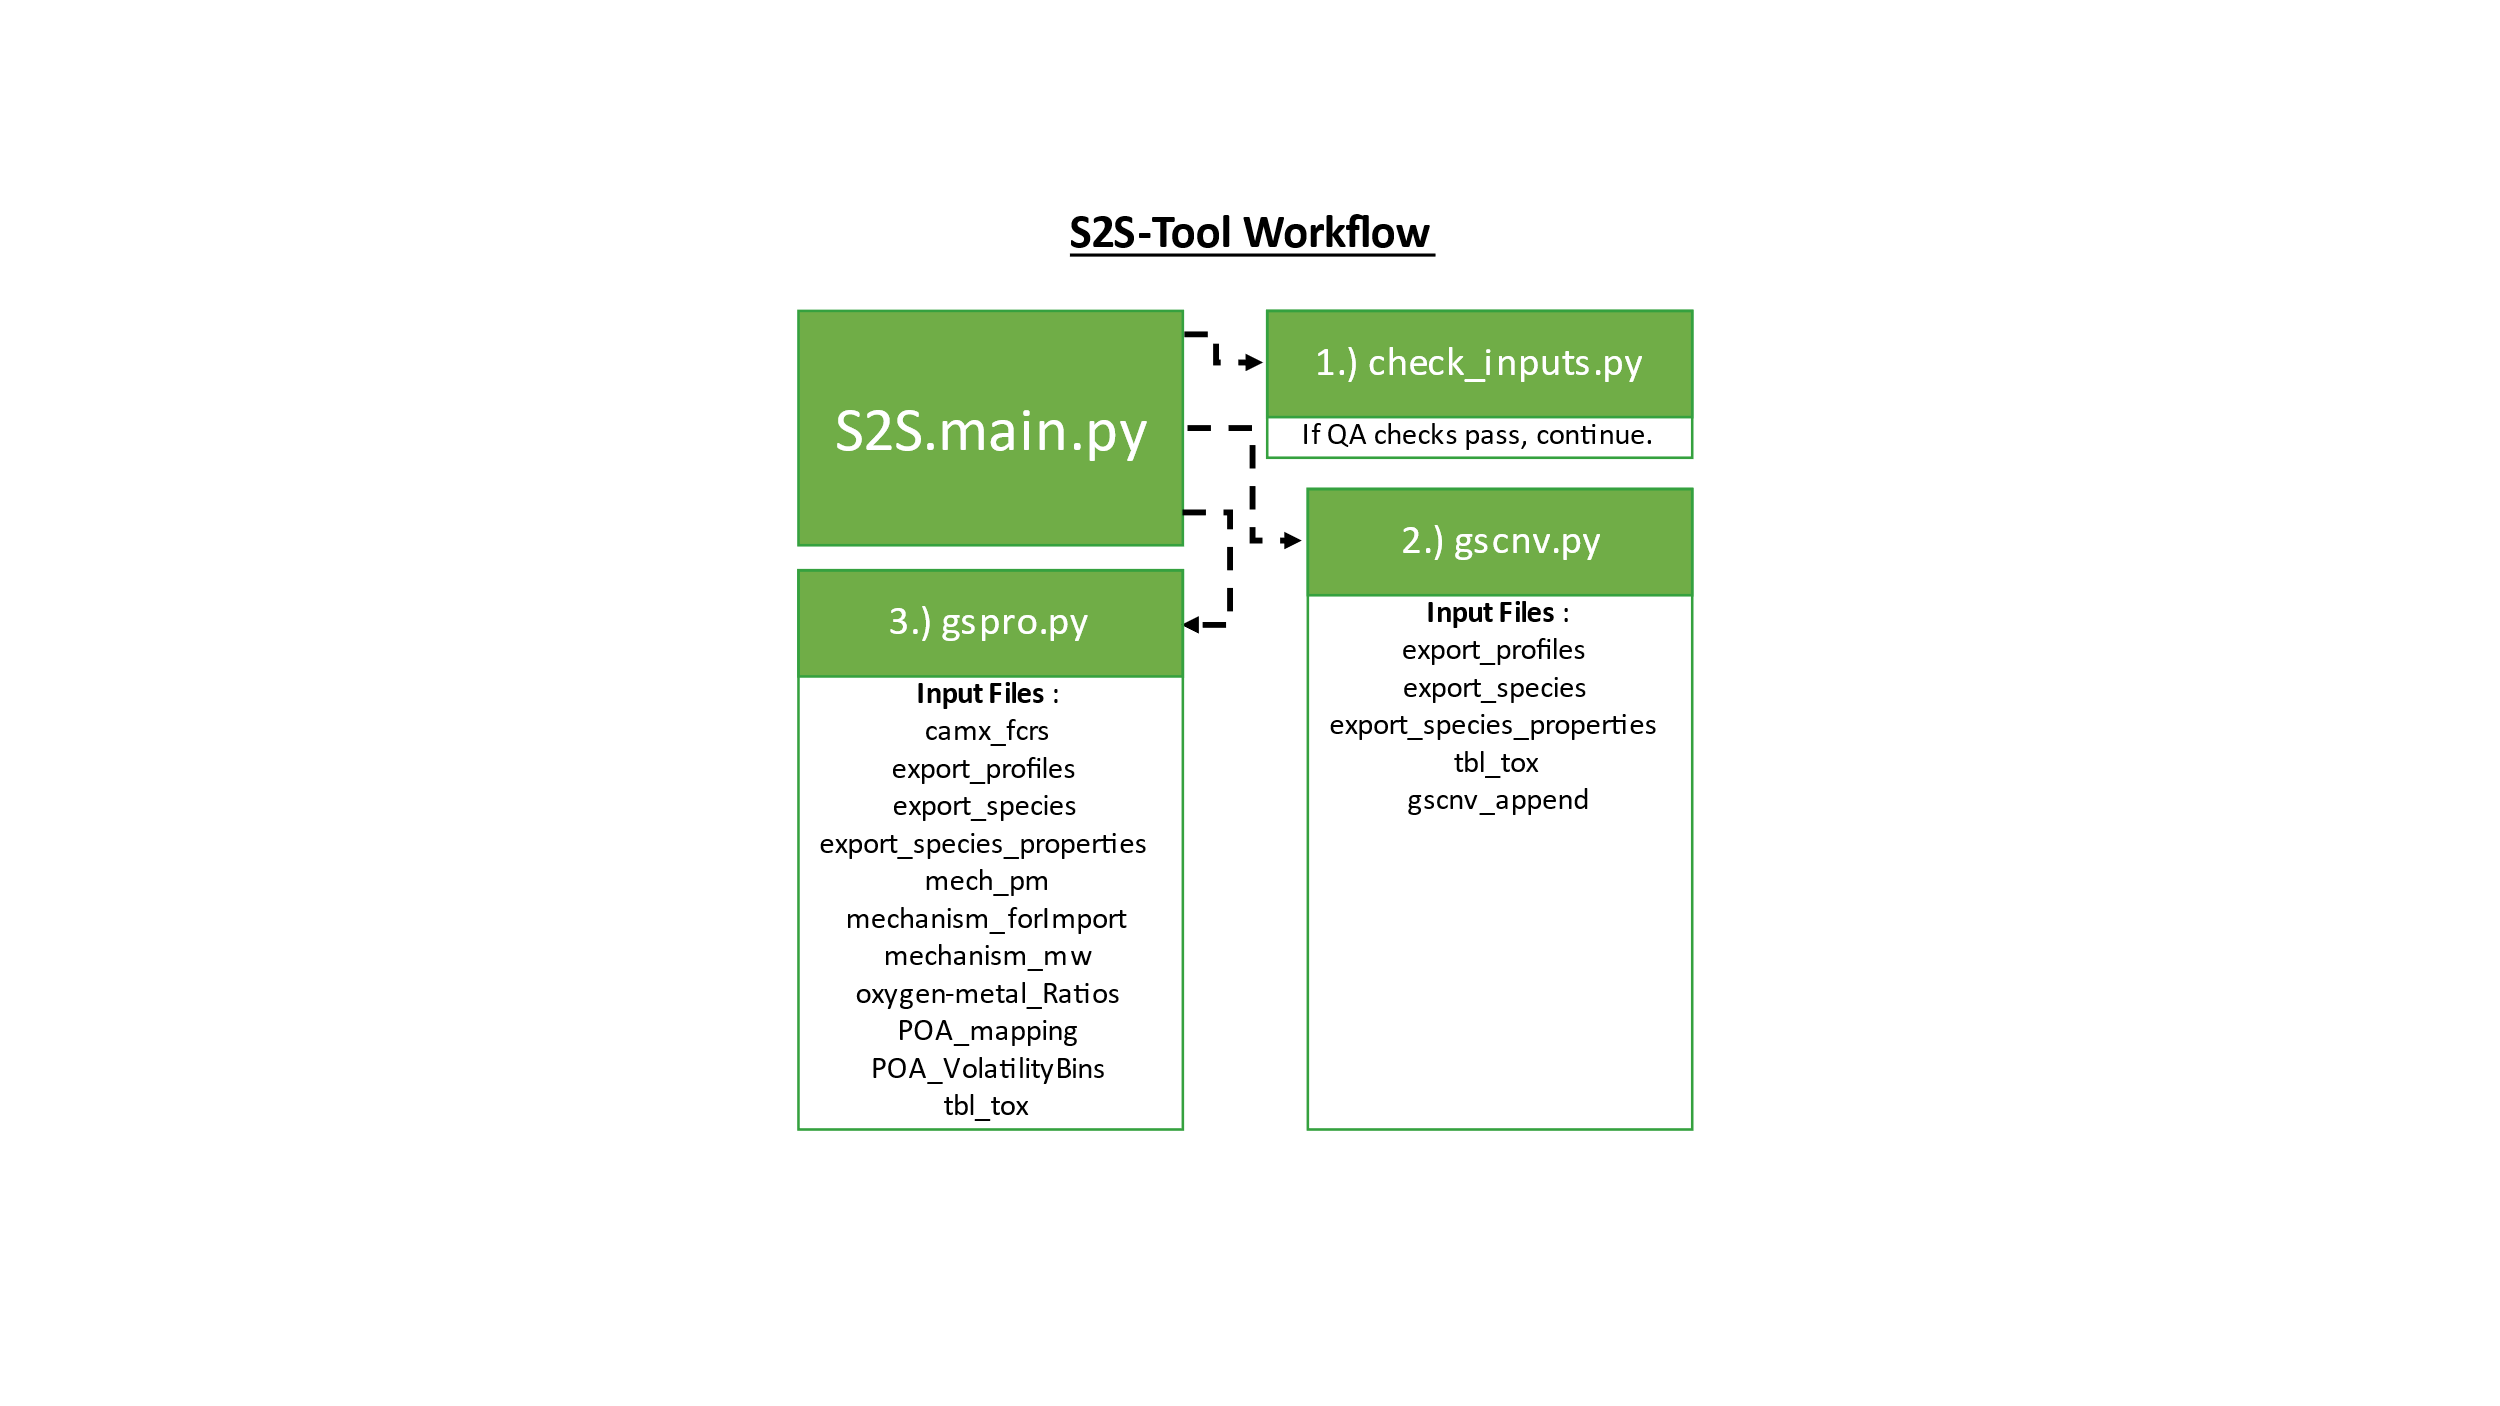 S2S-Tool Workflow
S2S.main.py
1.) check_inputs.py
If QA checks pass, continue.
2.) gscnv.py
Input Files :
export_profiles
export_species
export_species_properties
tbl_tox
gscnv_append
3.) gspro.py
Input Files :
camx_fcrs
export_profiles
export_species
export_species_properties
mech_pm
mechanism_forImport
mechanism_mw
oxygen-metal_Ratios
POA_mapping
POA_VolatilityBins
tbl_tox